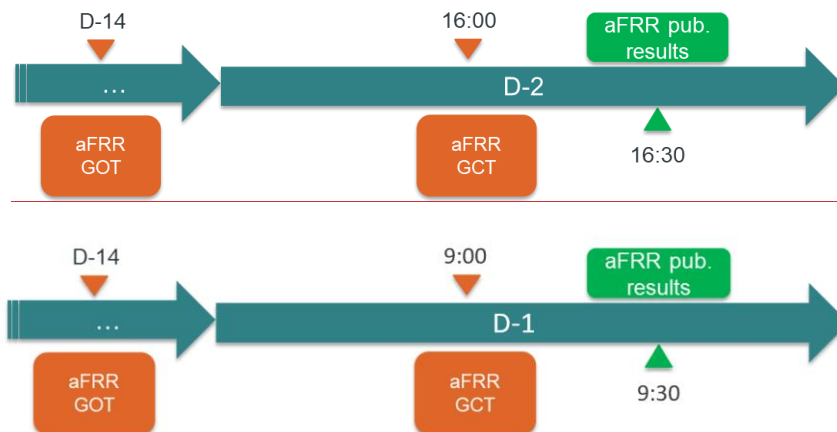 D-14
16:00
aFRR pub.
results
...
D-2
aFRR
GOT
aFRR
GCT
16:30
D-14
9:00
aFRR pub.
results
...
D-1
aFRR
GOT
aFRR
GCT
9:30